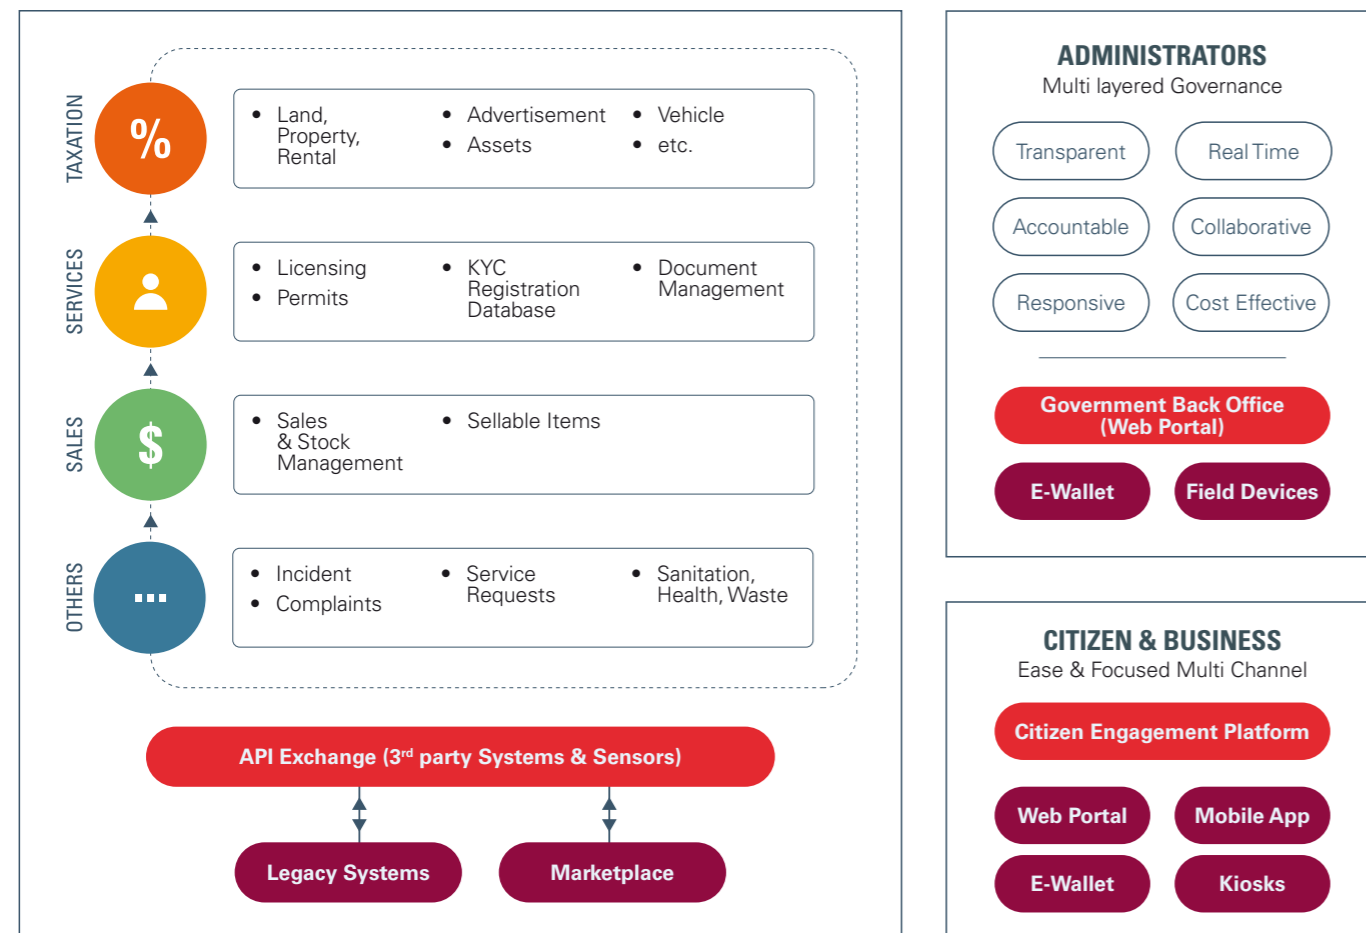 TAXATION
%
• Land,
Property,
Rental
• Advertisement
• Assets
• Vehicle
• etc.
SERVICES
• Licensing
• Permits
• KYC
Registration
Database
• Document
Management
SALES
$
• Sales
& Stock
Management
• Sellable Items
OTHERS
...
• Incident
• Complaints
• Service
Requests
• Sanitation,
Health, Waste
API Exchange (3rd party Systems & Sensors)
Legacy Systems
Marketplace
ADMINISTRATORS
Multi layered Governance
Transparent
Real Time
Accountable
Collaborative
Responsive
Cost Effective
Government Back Office
(Web Portal)
E-Wallet
Field Devices
CITIZEN & BUSINESS
Ease & Focused Multi Channel
Citizen Engagement Platform
Web Portal
Mobile App
E-Wallet
Kiosks